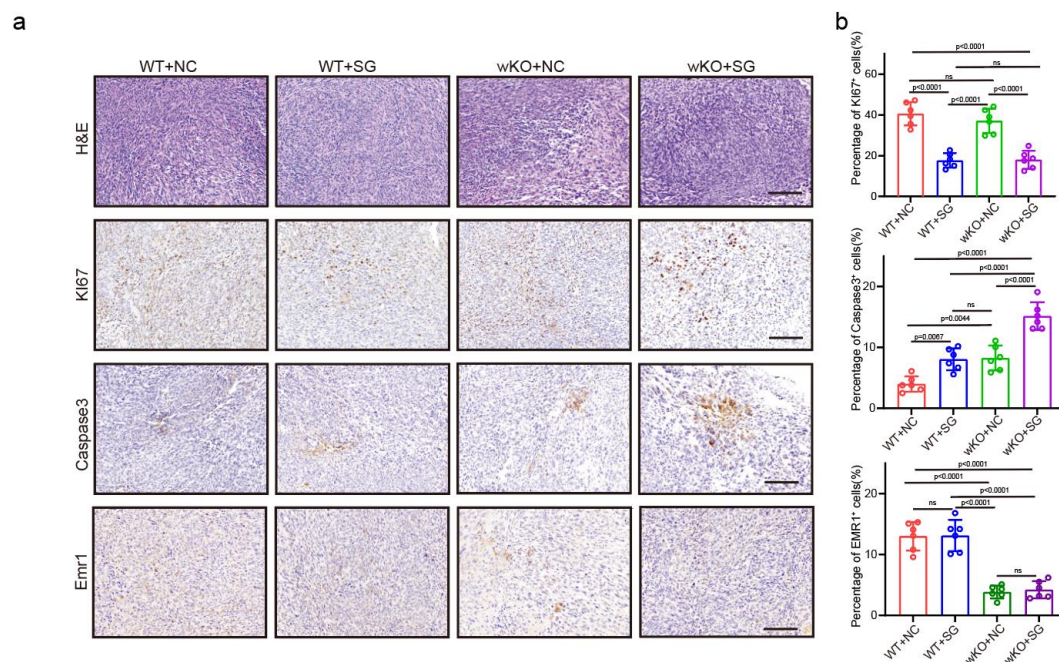 a
WT+NC WT+SG wKO+NC wKO+SG
H&E
KI67
Caspase3
Emr1
b
Percentage of KI67⁺ cells(%)
p<0.0001
p<0.0001 ns
ns
p<0.0001 p<0.0001
p<0.0001
60
40
20
0
WT+NC WT+SG wKO+NC wKO+SG
Percentage of Caspase3⁺ cells(%)
p<0.0001
p<0.0001
p<0.0001
ns
p=0.0044
p=0.0067
20
10
0
WT+NC WT+SG wKO+NC wKO+SG
Percentage of EMR1⁺ cells(%)
p<0.0001
p<0.0001
p<0.0001
ns p<0.0001
ns
20
10
0
WT+NC WT+SG wKO+NC wKO+SG